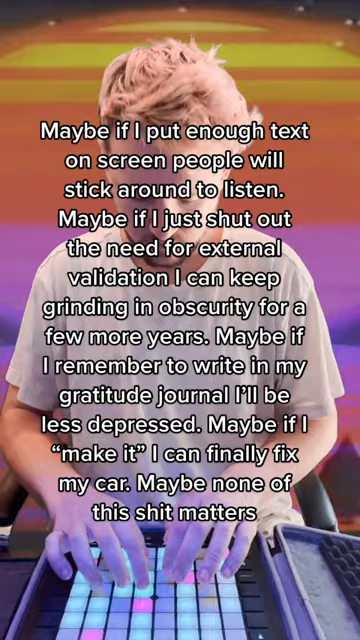 Maybe if I put enough text
on screen people will
stick around to listen.
Maybe if I just shut out
the need for external
validation I can keep
grinding in obscurity for a
few more years. Maybe if
I remember to write in my
gratitude journal I'll be
less depressed. Maybe if I
“make it” I can finally fix
my car. Maybe none of
this shit matters